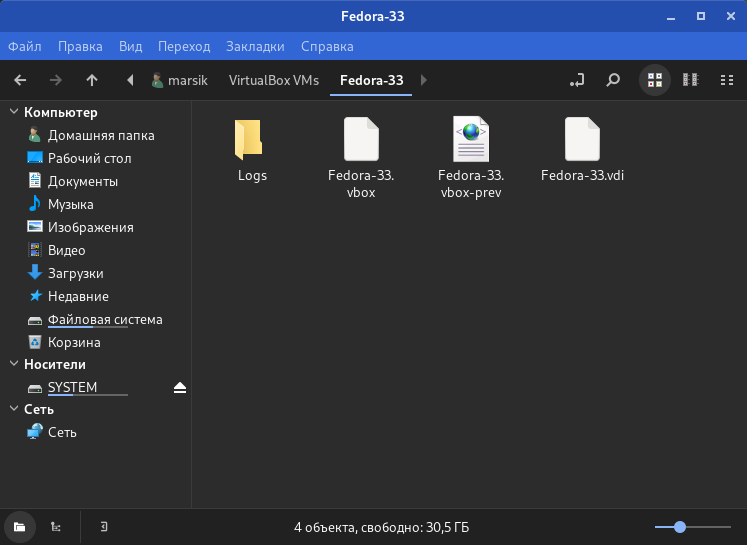 Fedora-33
Файл Правка Вид Переход Закладки Справка
marsik VirtualBox VMs Fedora-33
Компьютер
Домашняя папка
Рабочий стол
Документы
Музыка
Изображения
Видео
Загрузки
Недавние
Файловая система
Корзина
Носители
SYSTEM
Сеть
Сеть
Logs
Fedora-33.
vbox
Fedora-33.
vbox-prev
Fedora-33.vdi
4 объекта, свободно: 30,5 ГБ